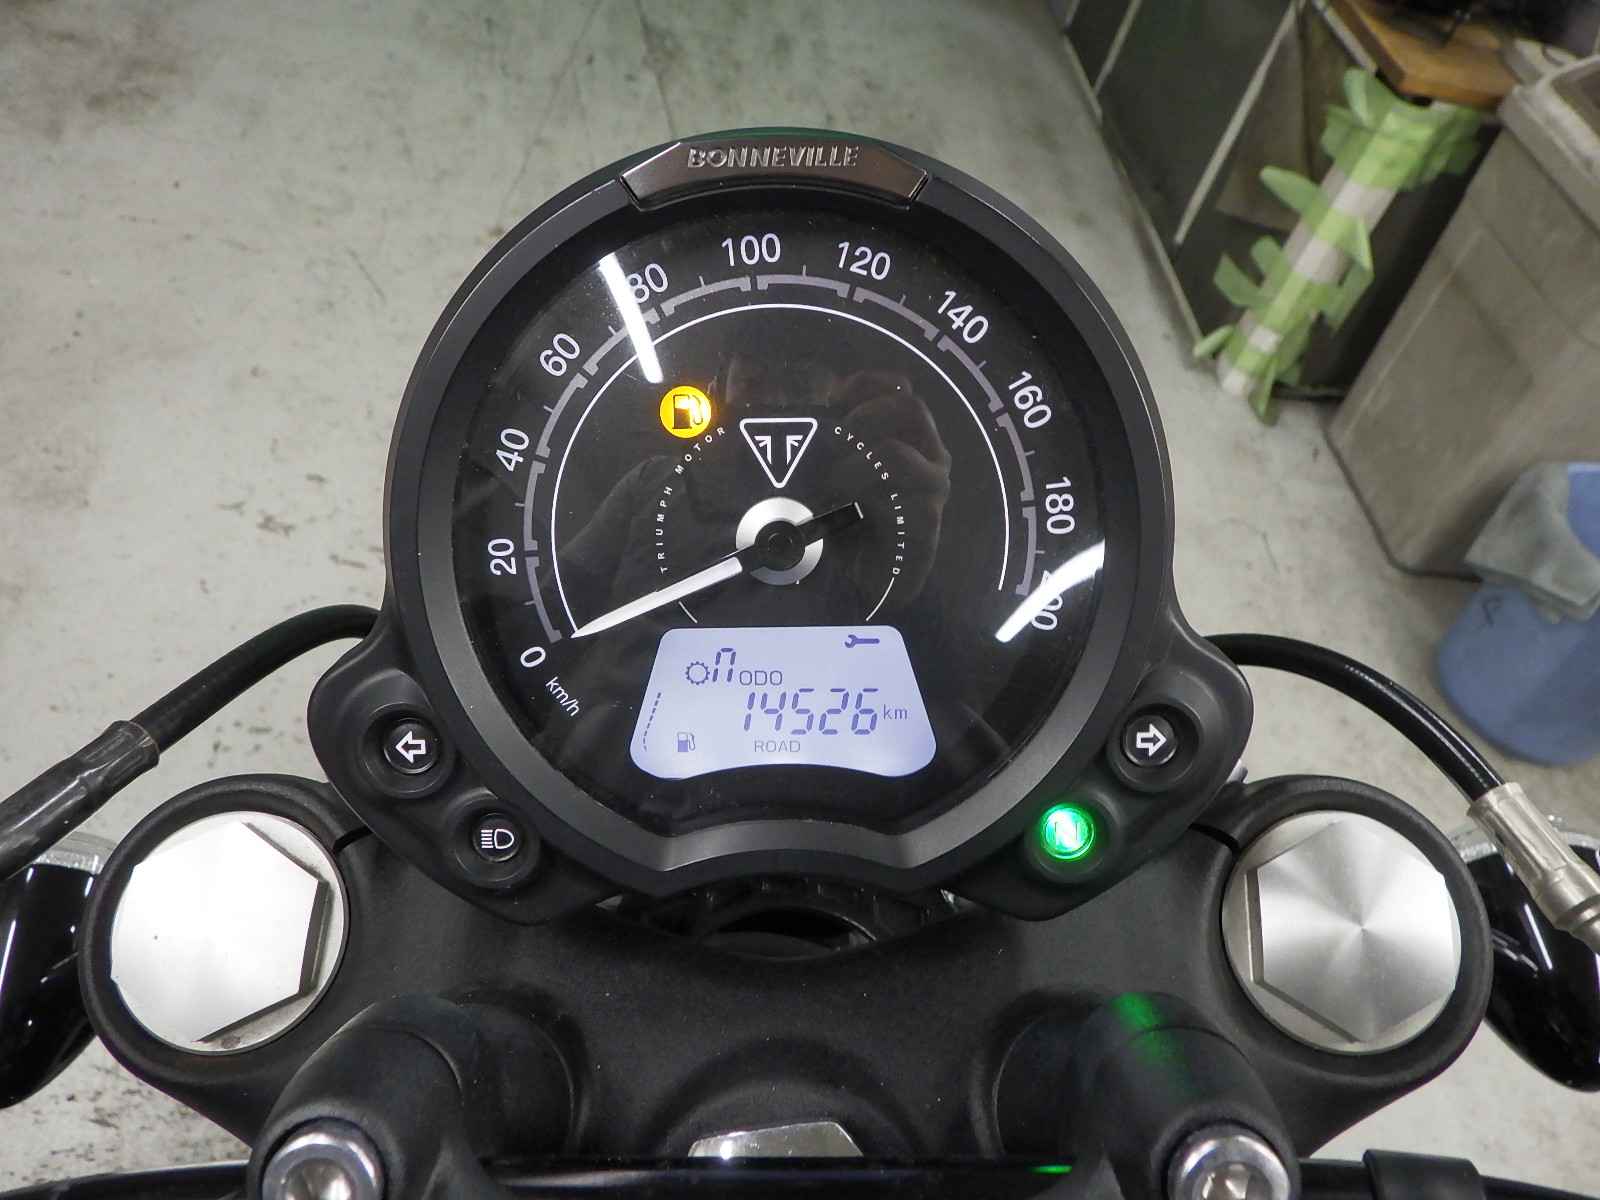 BONNEVILLE
0
20
40
60
80
100
120
140
160
180
200
km/h
TRIUMPH MOTOR CYCLES LIMITED
n ODO
14526 km
ROAD
N